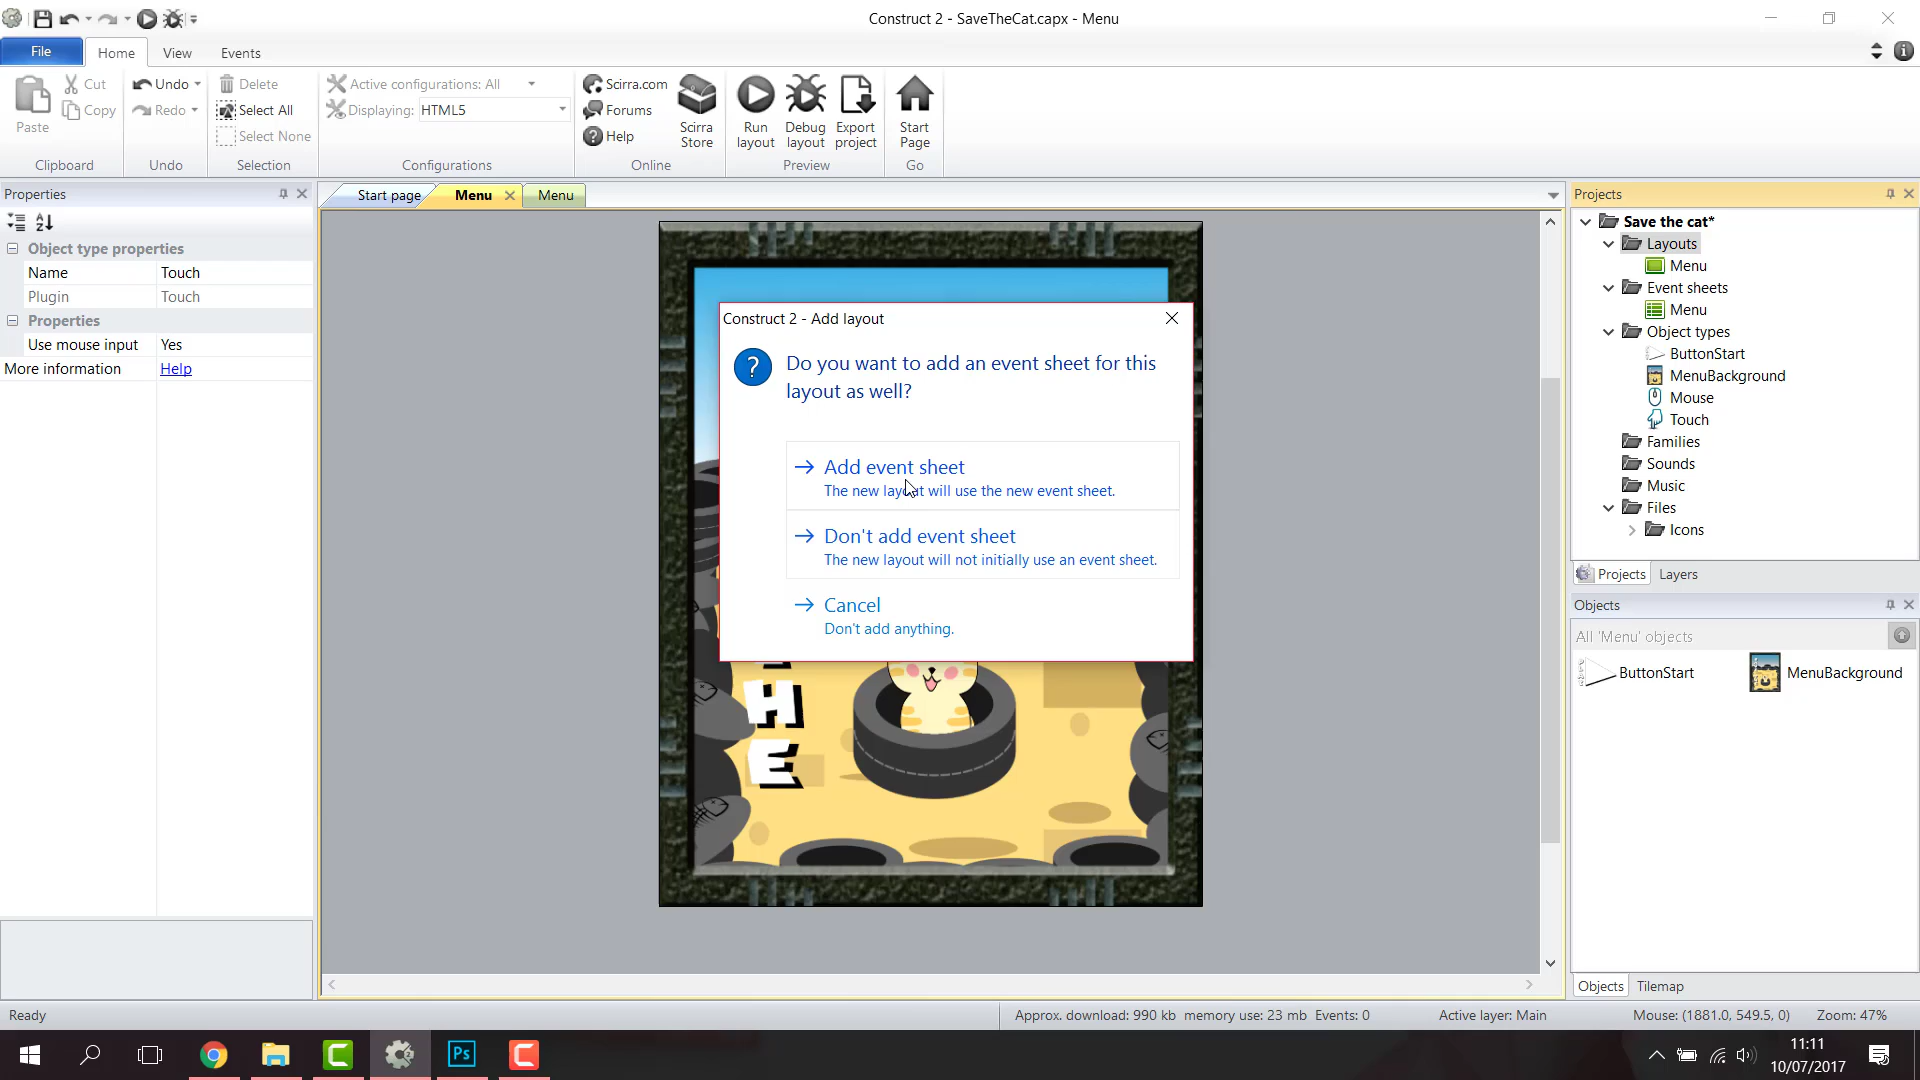 Construct 2 - SaveTheCat.capx - Menu
File
Home
View
Events
Paste
Cut
Copy
Clipboard
Undo
Redo
Undo
Delete
Select All
Select None
Selection
Active configurations: All
Displaying: HTML5
Configurations
Scirra.com
Forums
Help
Scirra Store
Online
Run layout
Debug layout
Export project
Preview
Start Page
Go
Properties
Start page
Menu
Menu
Object type properties
Name Touch
Plugin Touch
Properties
Use mouse input Yes
More information Help
Construct 2 - Add layout
Do you want to add an event sheet for this
layout as well?
Add event sheet
The new layout will use the new event sheet.
Don't add event sheet
The new layout will not initially use an event sheet.
Cancel
Don't add anything.
H
E
Projects
Save the cat*
Layouts
Menu
Event sheets
Menu
Object types
ButtonStart
MenuBackground
Mouse
Touch
Families
Sounds
Music
Files
Icons
Projects
Layers
Objects
All 'Menu' objects
ButtonStart
MenuBackground
Objects
Tilemap
Ready
Approx. download: 990 kb memory use: 23 mb Events: 0
Active layer: Main
Mouse: (1881.0, 549.5, 0)
Zoom: 47%
Ps
11:11
10/07/2017